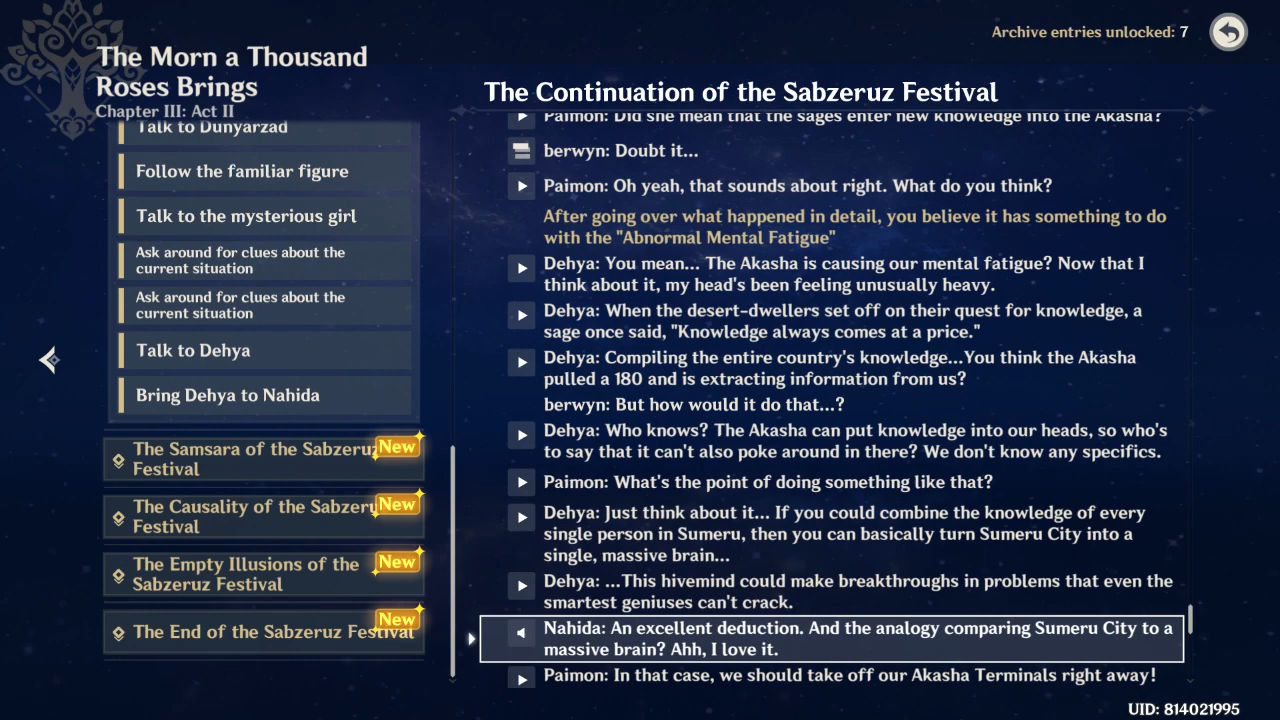 Archive entries unlocked: 7
The Morn a Thousand
Roses Brings
Chapter III: Act II
Talk to Dunyarzad
Follow the familiar figure
Talk to the mysterious girl
Ask around for clues about the
current situation
Ask around for clues about the
current situation
Talk to Dehya
Bring Dehya to Nahida
The Samsara of the Sabzeruz
Festival
New
The Causality of the Sabzeru
Festival
New
The Empty Illusions of the
Sabzeruz Festival
New
The End of the Sabzeruz Festival
New
The Continuation of the Sabzeruz Festival
Paimon: Did she mean that the sages enter new knowledge into the Akasha?
berwyn: Doubt it...
Paimon: Oh yeah, that sounds about right. What do you think?
After going over what happened in detail, you believe it has something to do
with the "Abnormal Mental Fatigue"
Dehya: You mean... The Akasha is causing our mental fatigue? Now that I
think about it, my head's been feeling unusually heavy.
Dehya: When the desert-dwellers set off on their quest for knowledge, a
sage once said, "Knowledge always comes at a price."
Dehya: Compiling the entire country's knowledge...You think the Akasha
pulled a 180 and is extracting information from us?
berwyn: But how would it do that...?
Dehya: Who knows? The Akasha can put knowledge into our heads, so who's
to say that it can't also poke around in there? We don't know any specifics.
Paimon: What's the point of doing something like that?
Dehya: Just think about it... If you could combine the knowledge of every
single person in Sumeru, then you can basically turn Sumeru City into a
single, massive brain...
Dehya: ...This hivemind could make breakthroughs in problems that even the
smartest geniuses can't crack.
Nahida: An excellent deduction. And the analogy comparing Sumeru City to a
massive brain? Ahh, I love it.
Paimon: In that case, we should take off our Akasha Terminals right away!
UID: 814021995